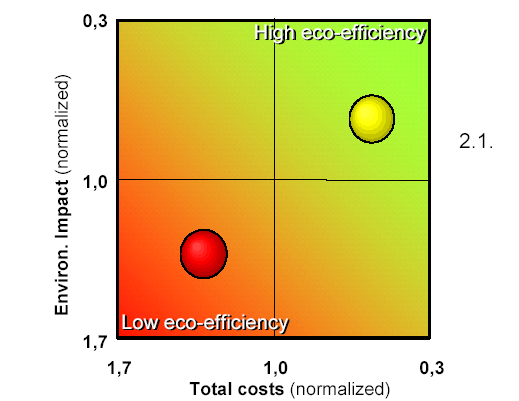 0,3
High eco-efficiency
2.1.
Environ. Impact (normalized)
1,0
Low eco-efficiency
1,7
1,7 1,0 0,3
Total costs (normalized)